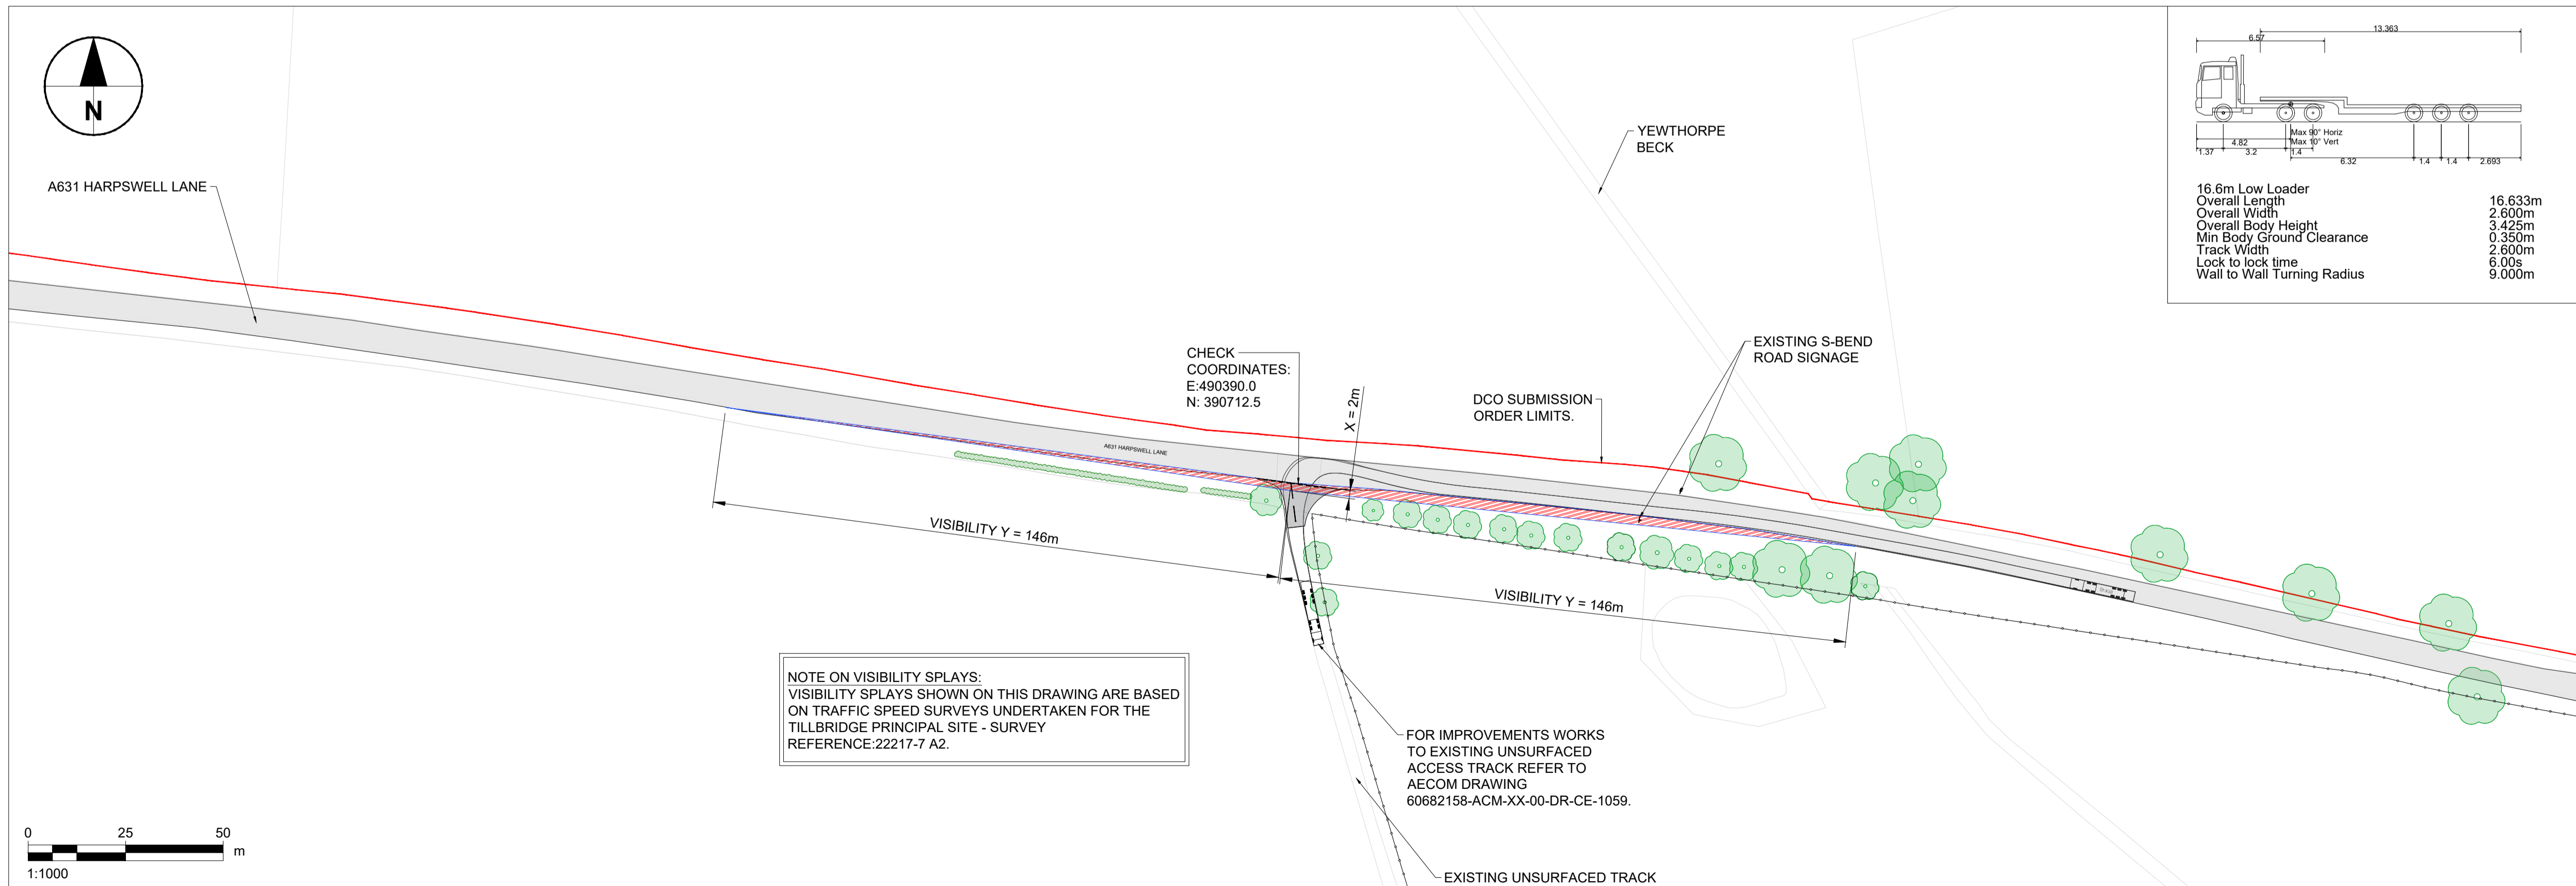 N
A631 HARPSWELL LANE
YEWTHORPE
BECK
6.57
13.363
Max 90° Horiz
Max 10° Vert
4.82
1.37
3.2
1.4
6.32
1.4
1.4
2.693
16.6m Low Loader
Overall Length 16.633m
Overall Width 2.600m
Overall Body Height 3.425m
Min Body Ground Clearance 0.350m
Track Width 2.600m
Lock to lock time 6.00s
Wall to Wall Turning Radius 9.000m
CHECK
COORDINATES:
E:490390.0
N: 390712.5
X = 2m
DCO SUBMISSION
ORDER LIMITS.
EXISTING S-BEND
ROAD SIGNAGE
A631 HARPSWELL LANE
VISIBILITY Y = 146m
VISIBILITY Y = 146m
NOTE ON VISIBILITY SPLAYS:
VISIBILITY SPLAYS SHOWN ON THIS DRAWING ARE BASED
ON TRAFFIC SPEED SURVEYS UNDERTAKEN FOR THE
TILLBRIDGE PRINCIPAL SITE - SURVEY
REFERENCE:22217-7 A2.
FOR IMPROVEMENTS WORKS
TO EXISTING UNSURFACED
ACCESS TRACK REFER TO
AECOM DRAWING
60682158-ACM-XX-00-DR-CE-1059.
EXISTING UNSURFACED TRACK
0 25 50
m
1:1000